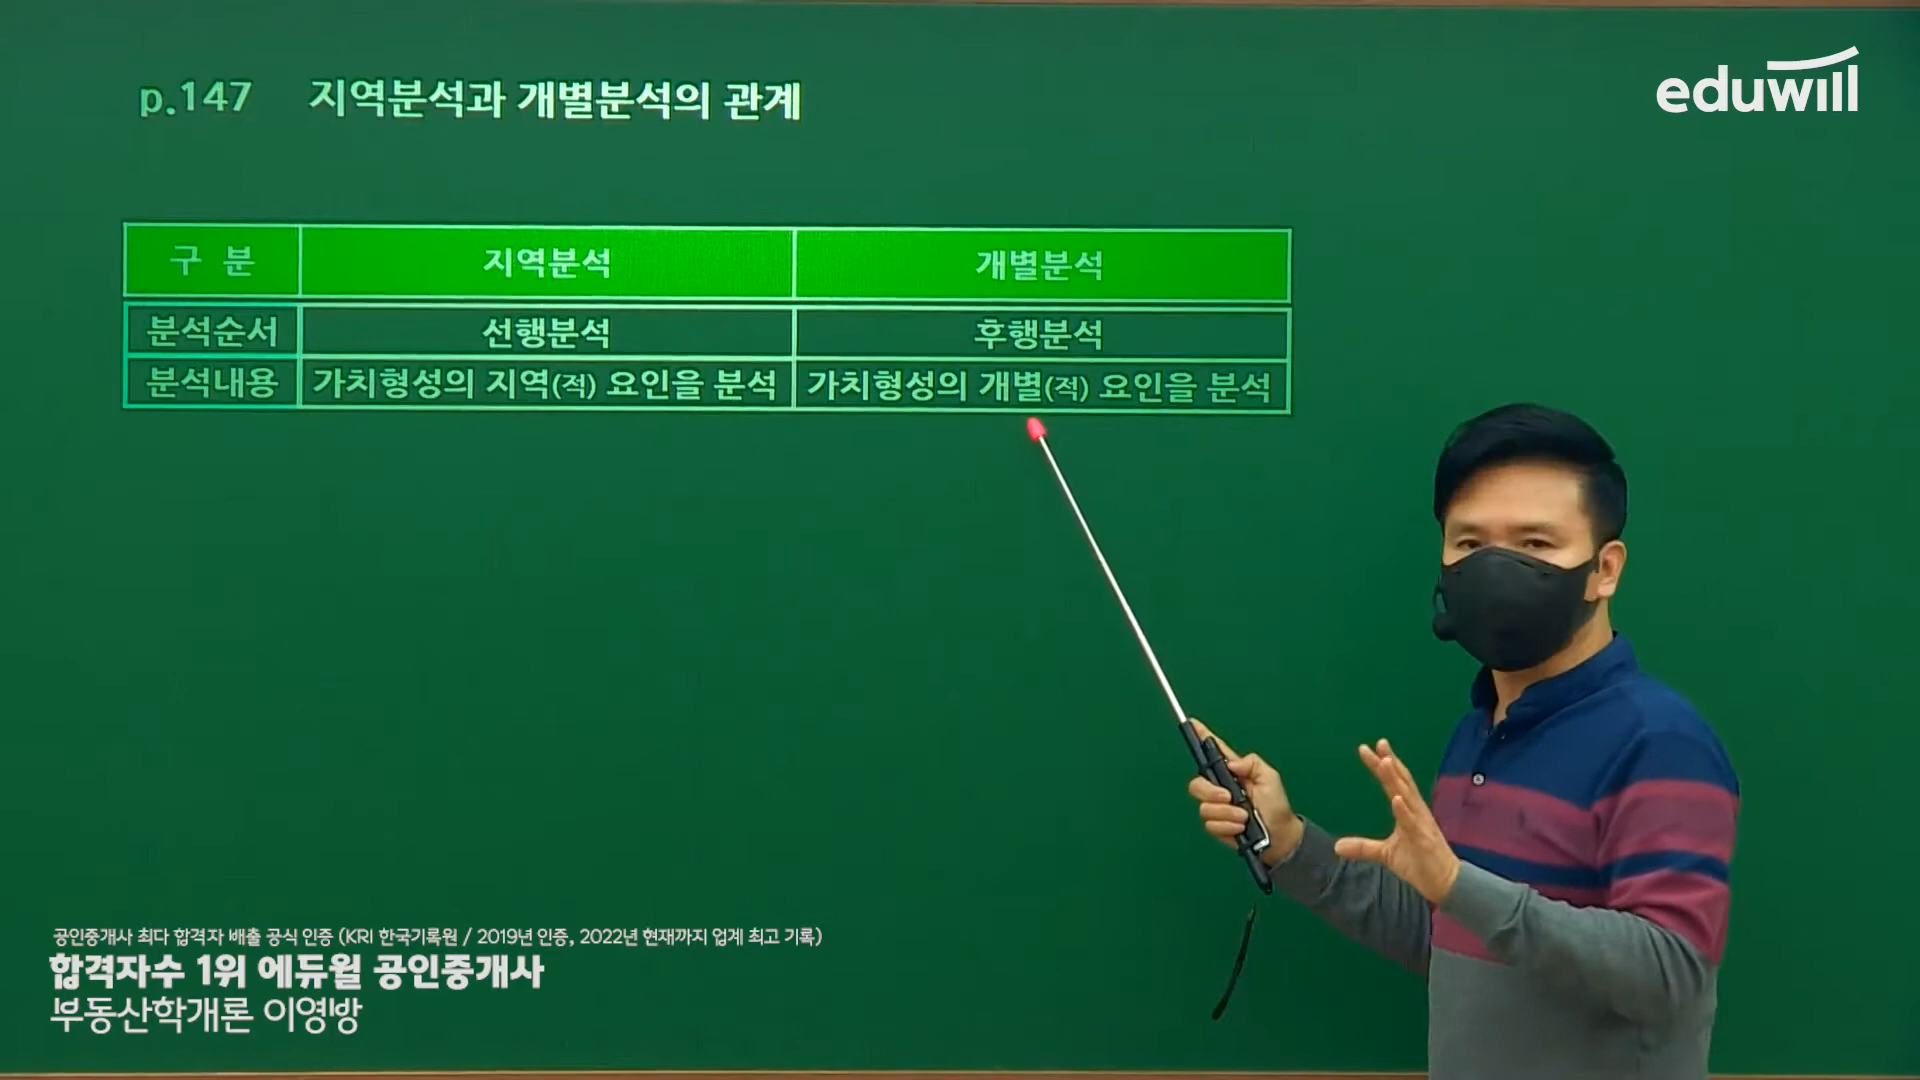 p.147 지역분석과 개별분석의 관계
eduwill
구 분 지역분석 개별분석
분석순서 선행분석 후행분석
분석내용 가치형성의 지역(적) 요인을 분석 가치형성의 개별(적) 요인을 분석
공인중개사 최다 합격자 배출 공식 인증 (KRI 한국기록원 / 2019년 인증, 2022년 현재까지 업계 최고 기록)
합격자수 1위 에듀윌 공인중개사
부동산학개론 이영방